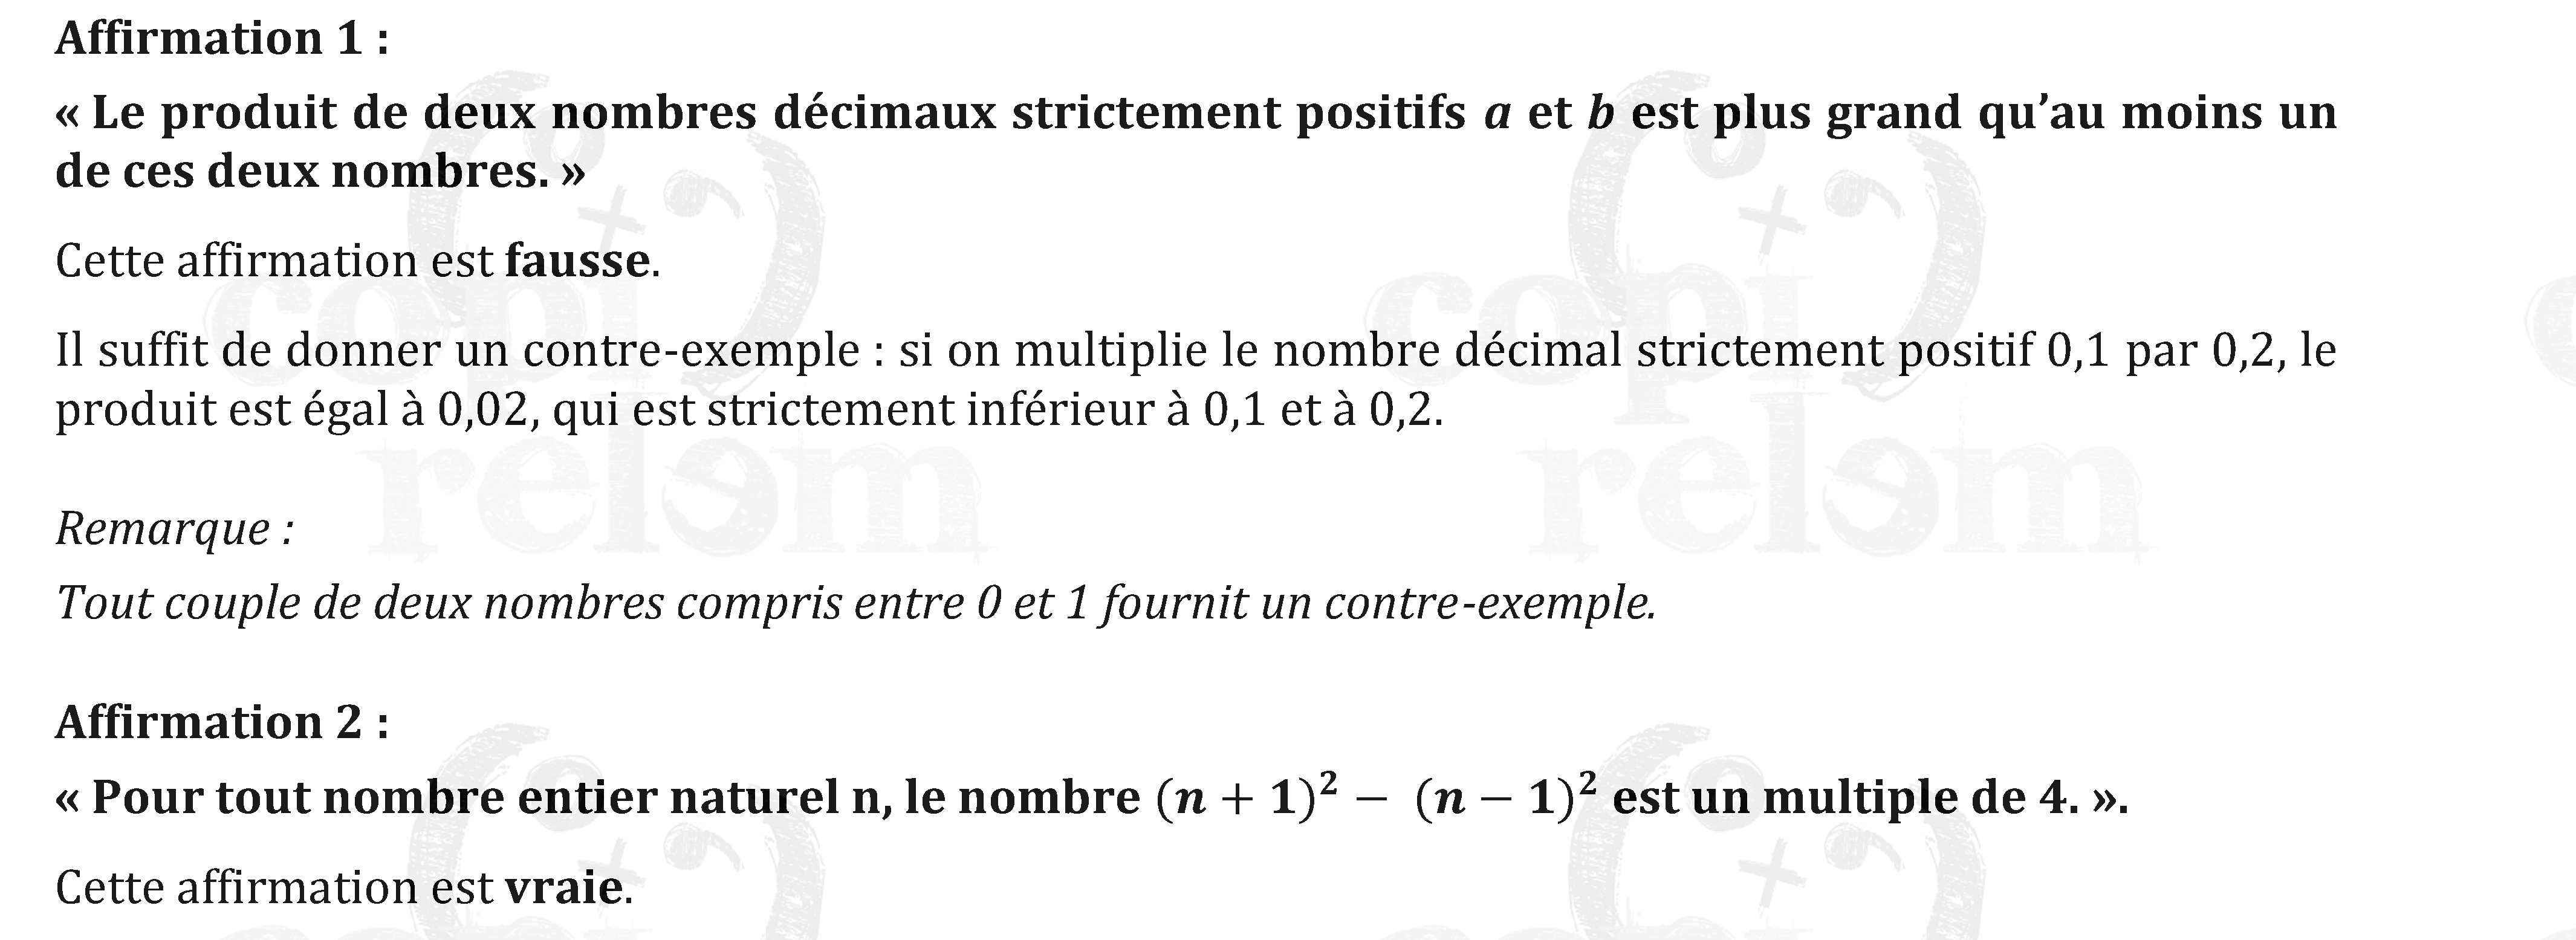 Affirmation 1 :
« Le produit de deux nombres décimaux strictement positifs a et b est plus grand qu’au moins un
de ces deux nombres. »
Cette affirmation est fausse.
Il suffit de donner un contre-exemple : si on multiplie le nombre décimal strictement positif 0,1 par 0,2, le
produit est égal à 0,02, qui est strictement inférieur à 0,1 et à 0,2.
Remarque :
Tout couple de deux nombres compris entre 0 et 1 fournit un contre-exemple.
Affirmation 2 :
« Pour tout nombre entier naturel n, le nombre (n + 1)² − (n − 1)² est un multiple de 4. ».
Cette affirmation est vraie.